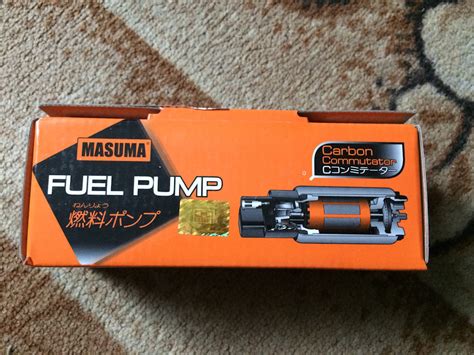 MASUMA
FUEL PUMP
ねんりょう
燃料ポンプ
Carbon
Commutator
Cコンミテーター